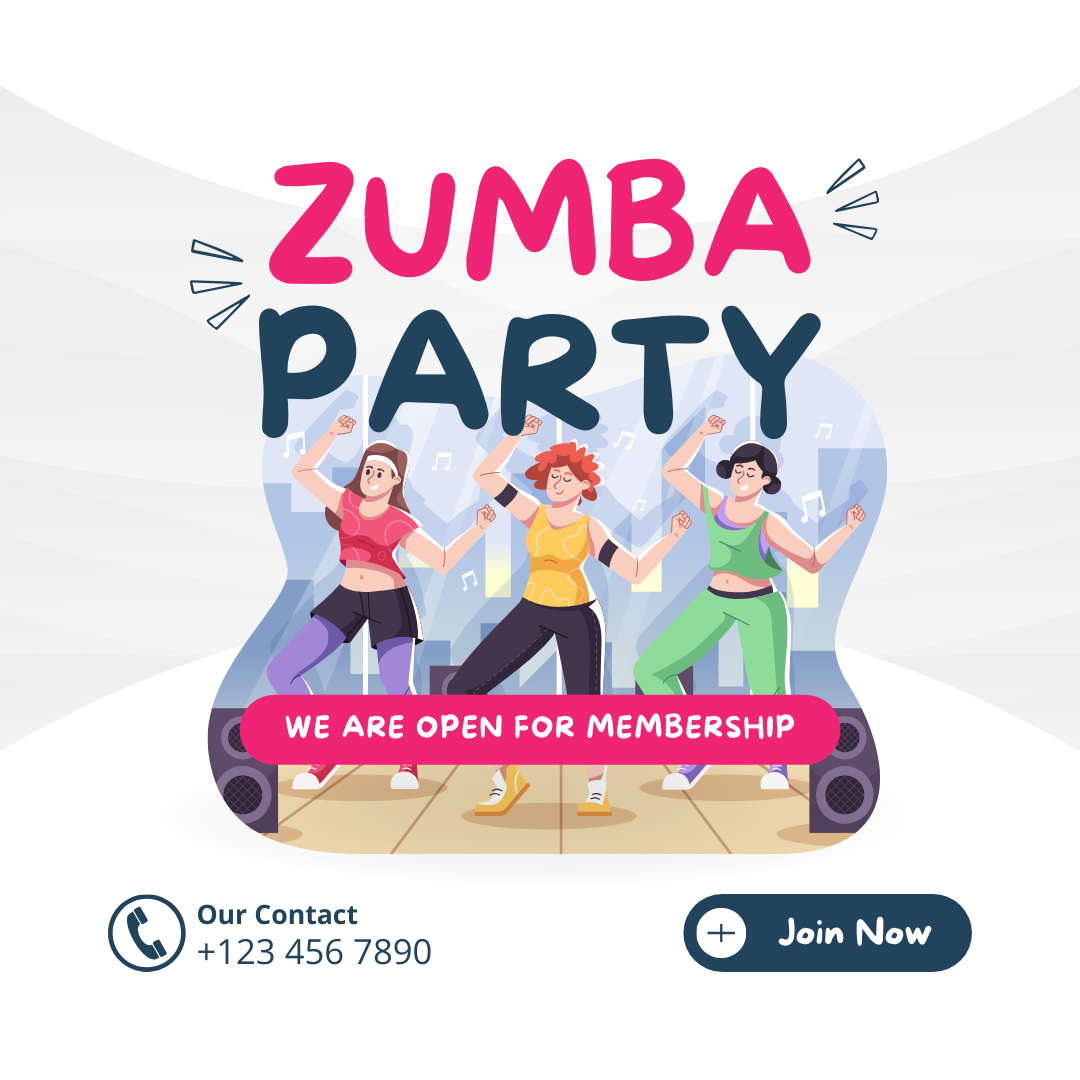 ZUMBA
PARTY
WE ARE OPEN FOR MEMBERSHIP
Our Contact
+123 456 7890
Join Now